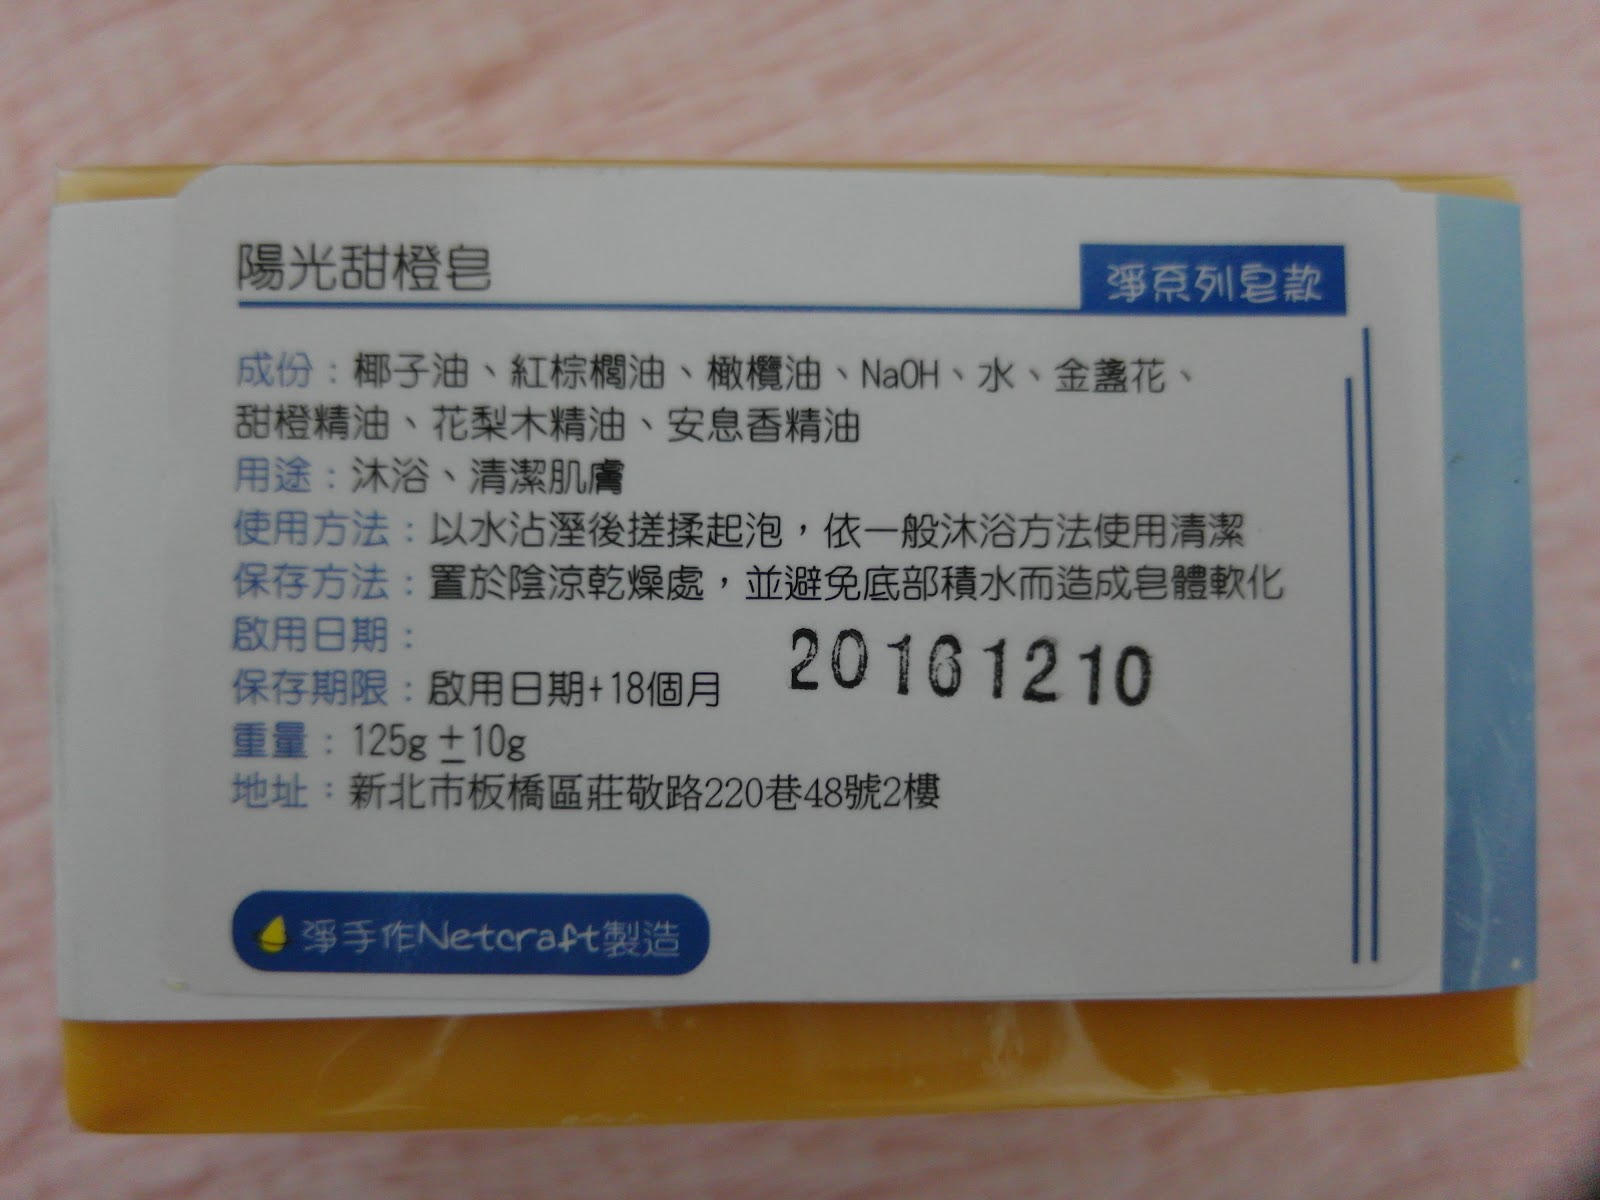 陽光甜橙皂
淨系列皂款
成份：椰子油、紅棕櫚油、橄欖油、NaOH、水、金盞花、
甜橙精油、花梨木精油、安息香精油
用途：沐浴、清潔肌膚
使用方法：以水沾溼後搓揉起泡，依一般沐浴方法使用清潔
保存方法：置於陰涼乾燥處，並避免底部積水而造成皂體軟化
啟用日期：
20161210
保存期限：啟用日期+18個月
重量：125g±10g
地址：新北市板橋區莊敬路220巷48號2樓
淨手作Netcraft製造